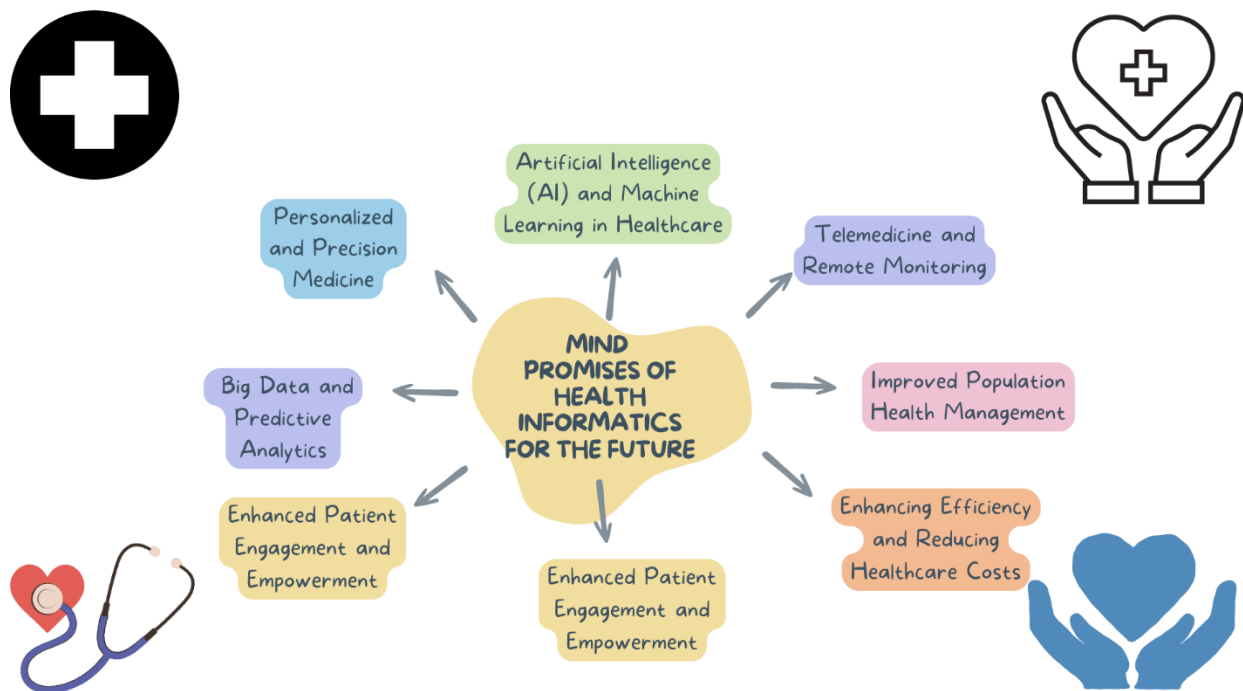 Artificial Intelligence
(AI) and Machine
Learning in Healthcare
Personalized
and Precision
Medicine
Telemedicine and
Remote Monitoring
MIND
PROMISES OF
HEALTH
INFORMATICS
FOR THE FUTURE
Big Data and
Predictive
Analytics
Improved Population
Health Management
Enhanced Patient
Engagement and
Empowerment
Enhancing Efficiency
and Reducing
Healthcare Costs
Enhanced Patient
Engagement and
Empowerment